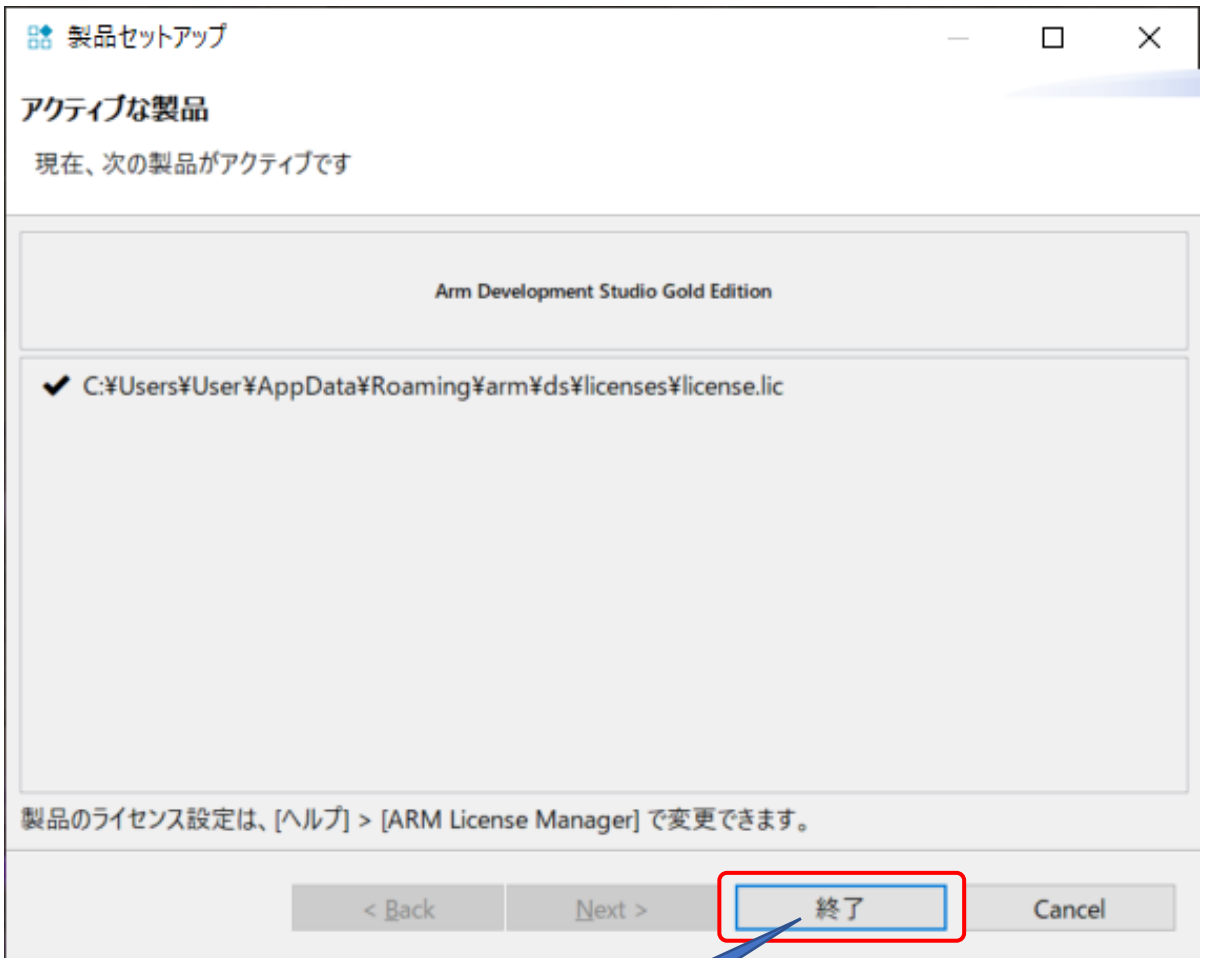 製品セットアップ
アクティブな製品
現在、次の製品がアクティブです
Arm Development Studio Gold Edition
C:¥Users¥User¥AppData¥Roaming¥arm¥ds¥licenses¥license.lic
製品のライセンス設定は、[ヘルプ] > [ARM License Manager] で変更できます。
< Back Next > 終了 Cancel